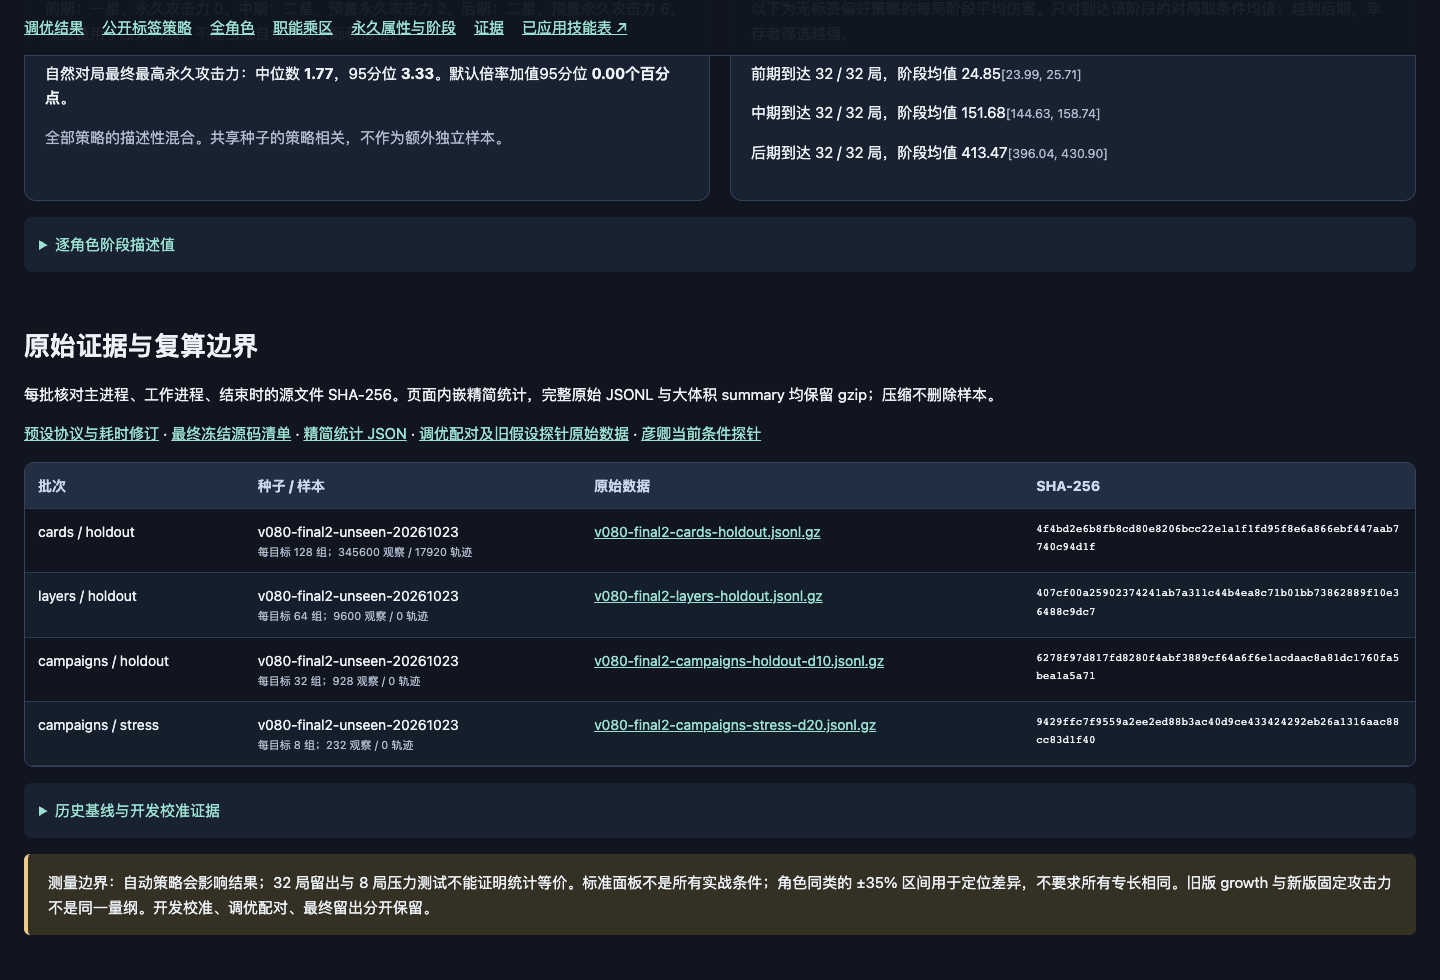 调优结果 公开标签策略 全角色 职能乘区 永久属性与阶段 证据 已应用技能表 ↗
自然对局最终最高永久攻击力：中位数 1.77，95分位 3.33。默认倍率加值95分位 0.00个百分
点。
全部策略的描述性混合。共享种子的策略相关，不作为额外独立样本。
前期到达 32 / 32 局，阶段均值 24.85[23.99, 25.71]
中期到达 32 / 32 局，阶段均值 151.68[144.63, 158.74]
后期到达 32 / 32 局，阶段均值 413.47[396.04, 430.90]
▶ 逐角色阶段描述值
原始证据与复算边界
每批核对主进程、工作进程、结束时的源文件 SHA-256。页面内嵌精简统计，完整原始 JSONL 与大体积 summary 均保留 gzip；压缩不删除样本。
预设协议与耗时修订 · 最终冻结源码清单 · 精简统计 JSON · 调优配对及旧假设探针原始数据 · 彦卿当前条件探针
批次 种子 / 样本 原始数据 SHA-256
cards / holdout v080-final2-unseen-20261023 v080-final2-cards-holdout.jsonl.gz 4f4bd2e6b8fb8cd80e8206bcc22e1a1f1fd95f8e6a866ebf447aab7
每目标 128 组；345600 观察 / 17920 轨迹 740c94d1f
layers / holdout v080-final2-unseen-20261023 v080-final2-layers-holdout.jsonl.gz 407cf00a25902374241ab7a311c44b4ea8c71b01bb73862889f10e3
每目标 64 组；9600 观察 / 0 轨迹 6488c9dc7
campaigns / holdout v080-final2-unseen-20261023 v080-final2-campaigns-holdout-d10.jsonl.gz 6278f97d817fd8280f4abf3889cf64a6f6e1acdaac8a81dc1760fa5
每目标 32 组；928 观察 / 0 轨迹 bea1a5a71
campaigns / stress v080-final2-unseen-20261023 v080-final2-campaigns-stress-d20.jsonl.gz 9429ffc7f9559a2ee2ed88b3ac40d9ce433424292eb26a1316aac88
每目标 8 组；232 观察 / 0 轨迹 cc83d1f40
▶ 历史基线与开发校准证据
测量边界：自动策略会影响结果；32 局留出与 8 局压力测试不能证明统计等价。标准面板不是所有实战条件；角色同类的 ±35% 区间用于定位差异，不要求所有专长相同。旧版 growth 与新版固定攻击力
不是同一量纲。开发校准、调优配对、最终留出分开保留。